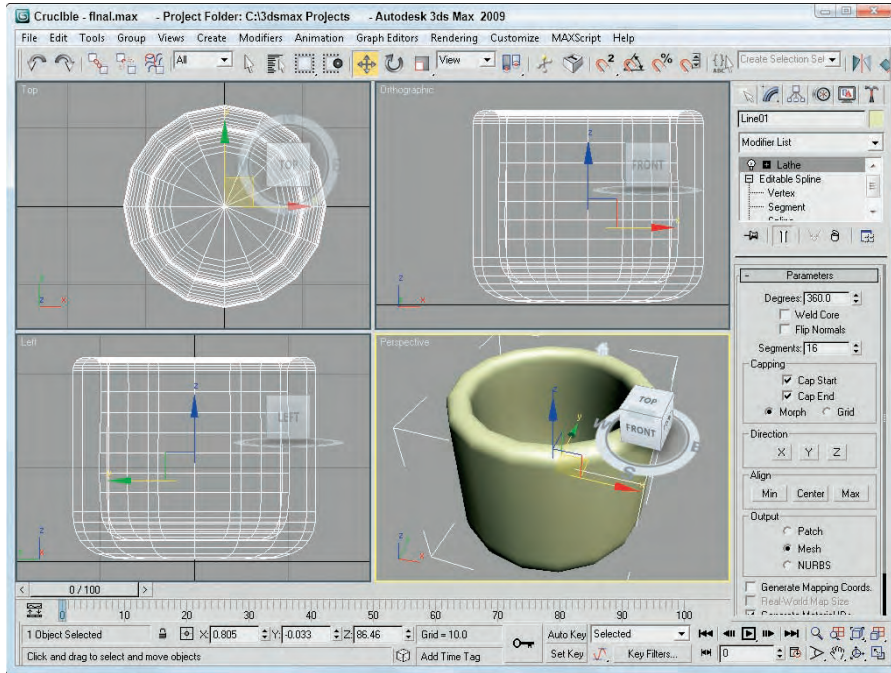 Crucible - final.max - Project Folder: C:\3dsmax Projects - Autodesk 3ds Max 2009
File Edit Tools Group Views Create Modifiers Animation Graph Editors Rendering Customize MAXScript Help
All View Create Selection Set
Top
TOP
Orthographic
FRONT
z
x
Left
LEFT
z
Perspective
TOP
FRONT
W
S
E
z
y
x
Line01
Modifier List
Lathe
Editable Spline
Vertex
Segment
Spline
Parameters
Degrees: 360.0
Weld Core
Flip Normals
Segments: 16
Capping
Cap Start
Cap End
Morph Grid
Direction
X Y Z
Align
Min Center Max
Output
Patch
Mesh
NURBS
Generate Mapping Coords.
Real-World Map Size
Generate Material IDs
0 / 100
0 10 20 30 40 50 60 70 80 90 100
1 Object Selected X: 0.805 Y: -0.033 Z: 86.46 Grid = 10.0 Auto Key Selected
Click and drag to select and move objects Add Time Tag Set Key Key Filters... 0